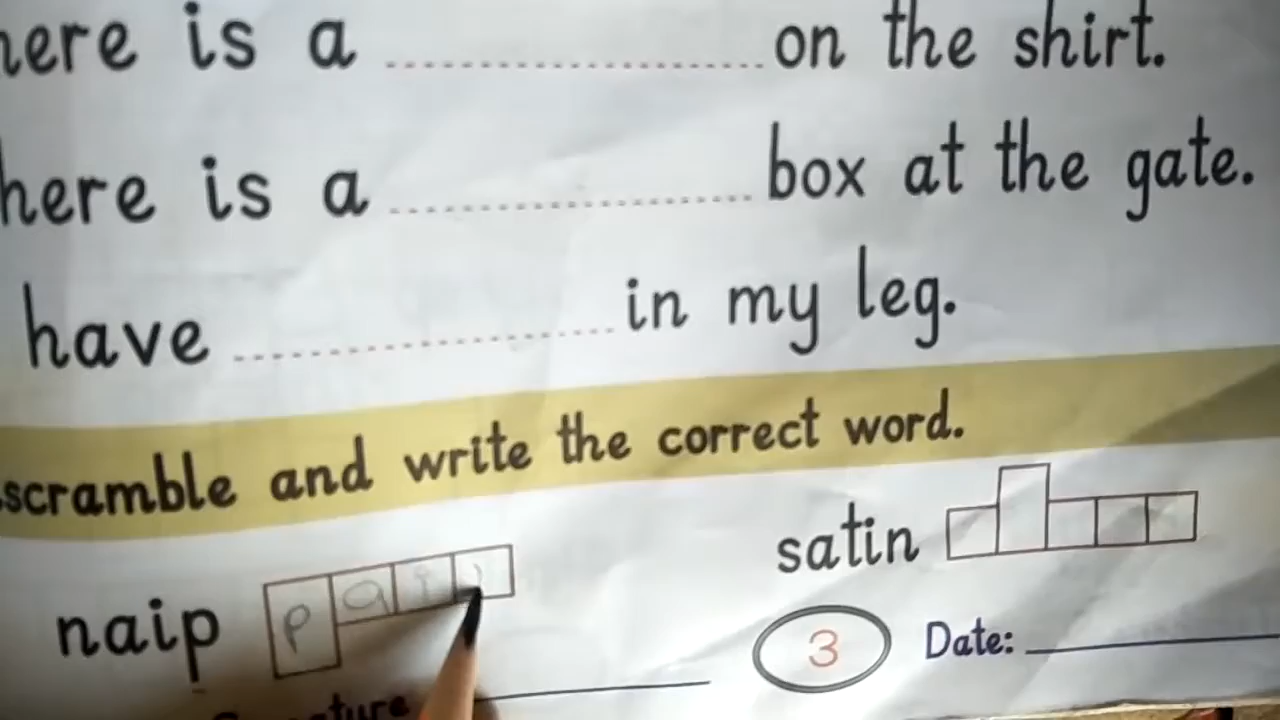 here is a .................... on the shirt.
here is a .................... box at the gate.
have .................... in my leg.
scramble and write the correct word.
naip p a i
satin
3 Date: